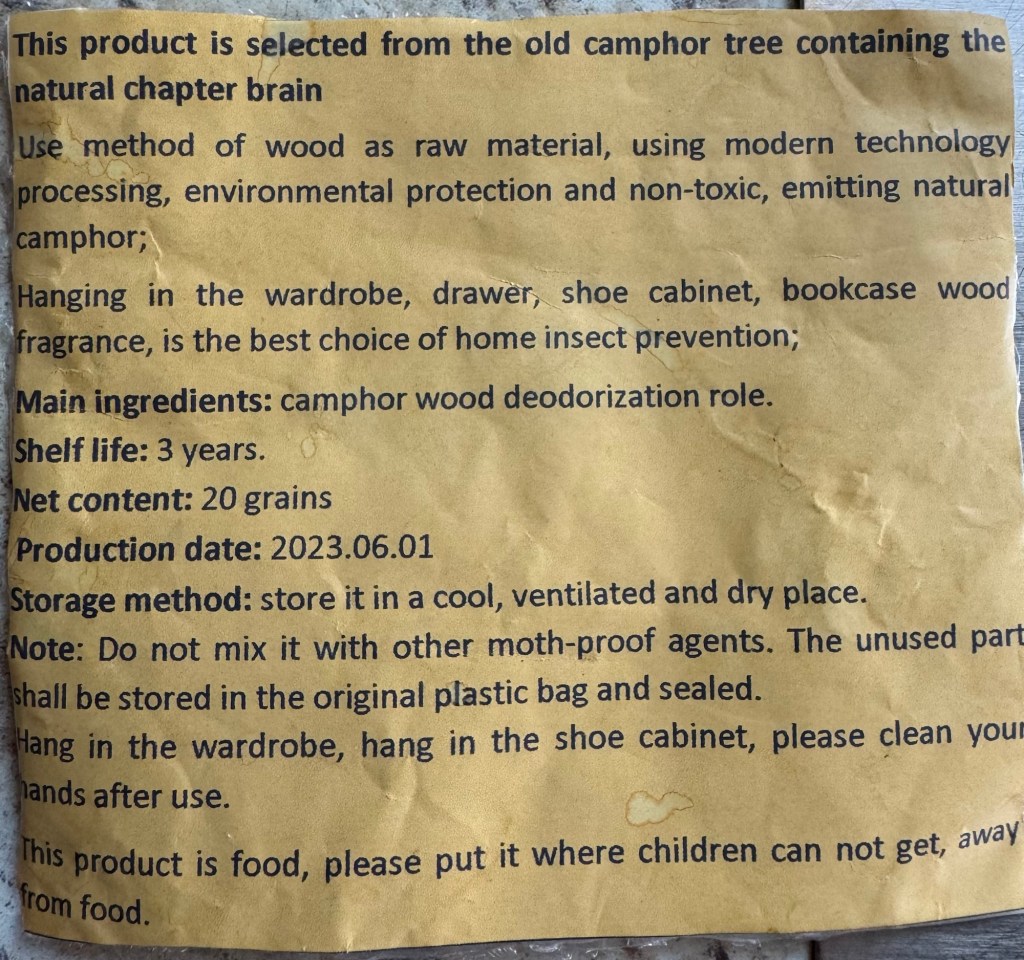 This product is selected from the old camphor tree containing the
natural chapter brain
Use method of wood as raw material, using modern technology
processing, environmental protection and non-toxic, emitting natural
camphor;
Hanging in the wardrobe, drawer, shoe cabinet, bookcase wood
fragrance, is the best choice of home insect prevention;
Main ingredients: camphor wood deodorization role.
Shelf life: 3 years.
Net content: 20 grains
Production date: 2023.06.01
Storage method: store it in a cool, ventilated and dry place.
Note: Do not mix it with other moth-proof agents. The unused part
shall be stored in the original plastic bag and sealed.
Hang in the wardrobe, hang in the shoe cabinet, please clean your
hands after use.
This product is food, please put it where children can not get, away
from food.